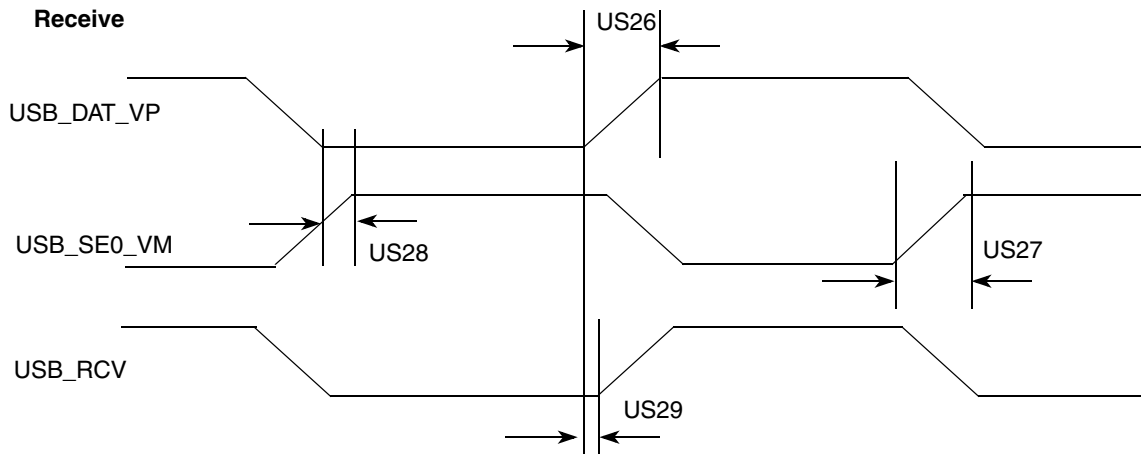 Receive
US26
USB_DAT_VP
USB_SE0_VM
US28
US27
USB_RCV
US29